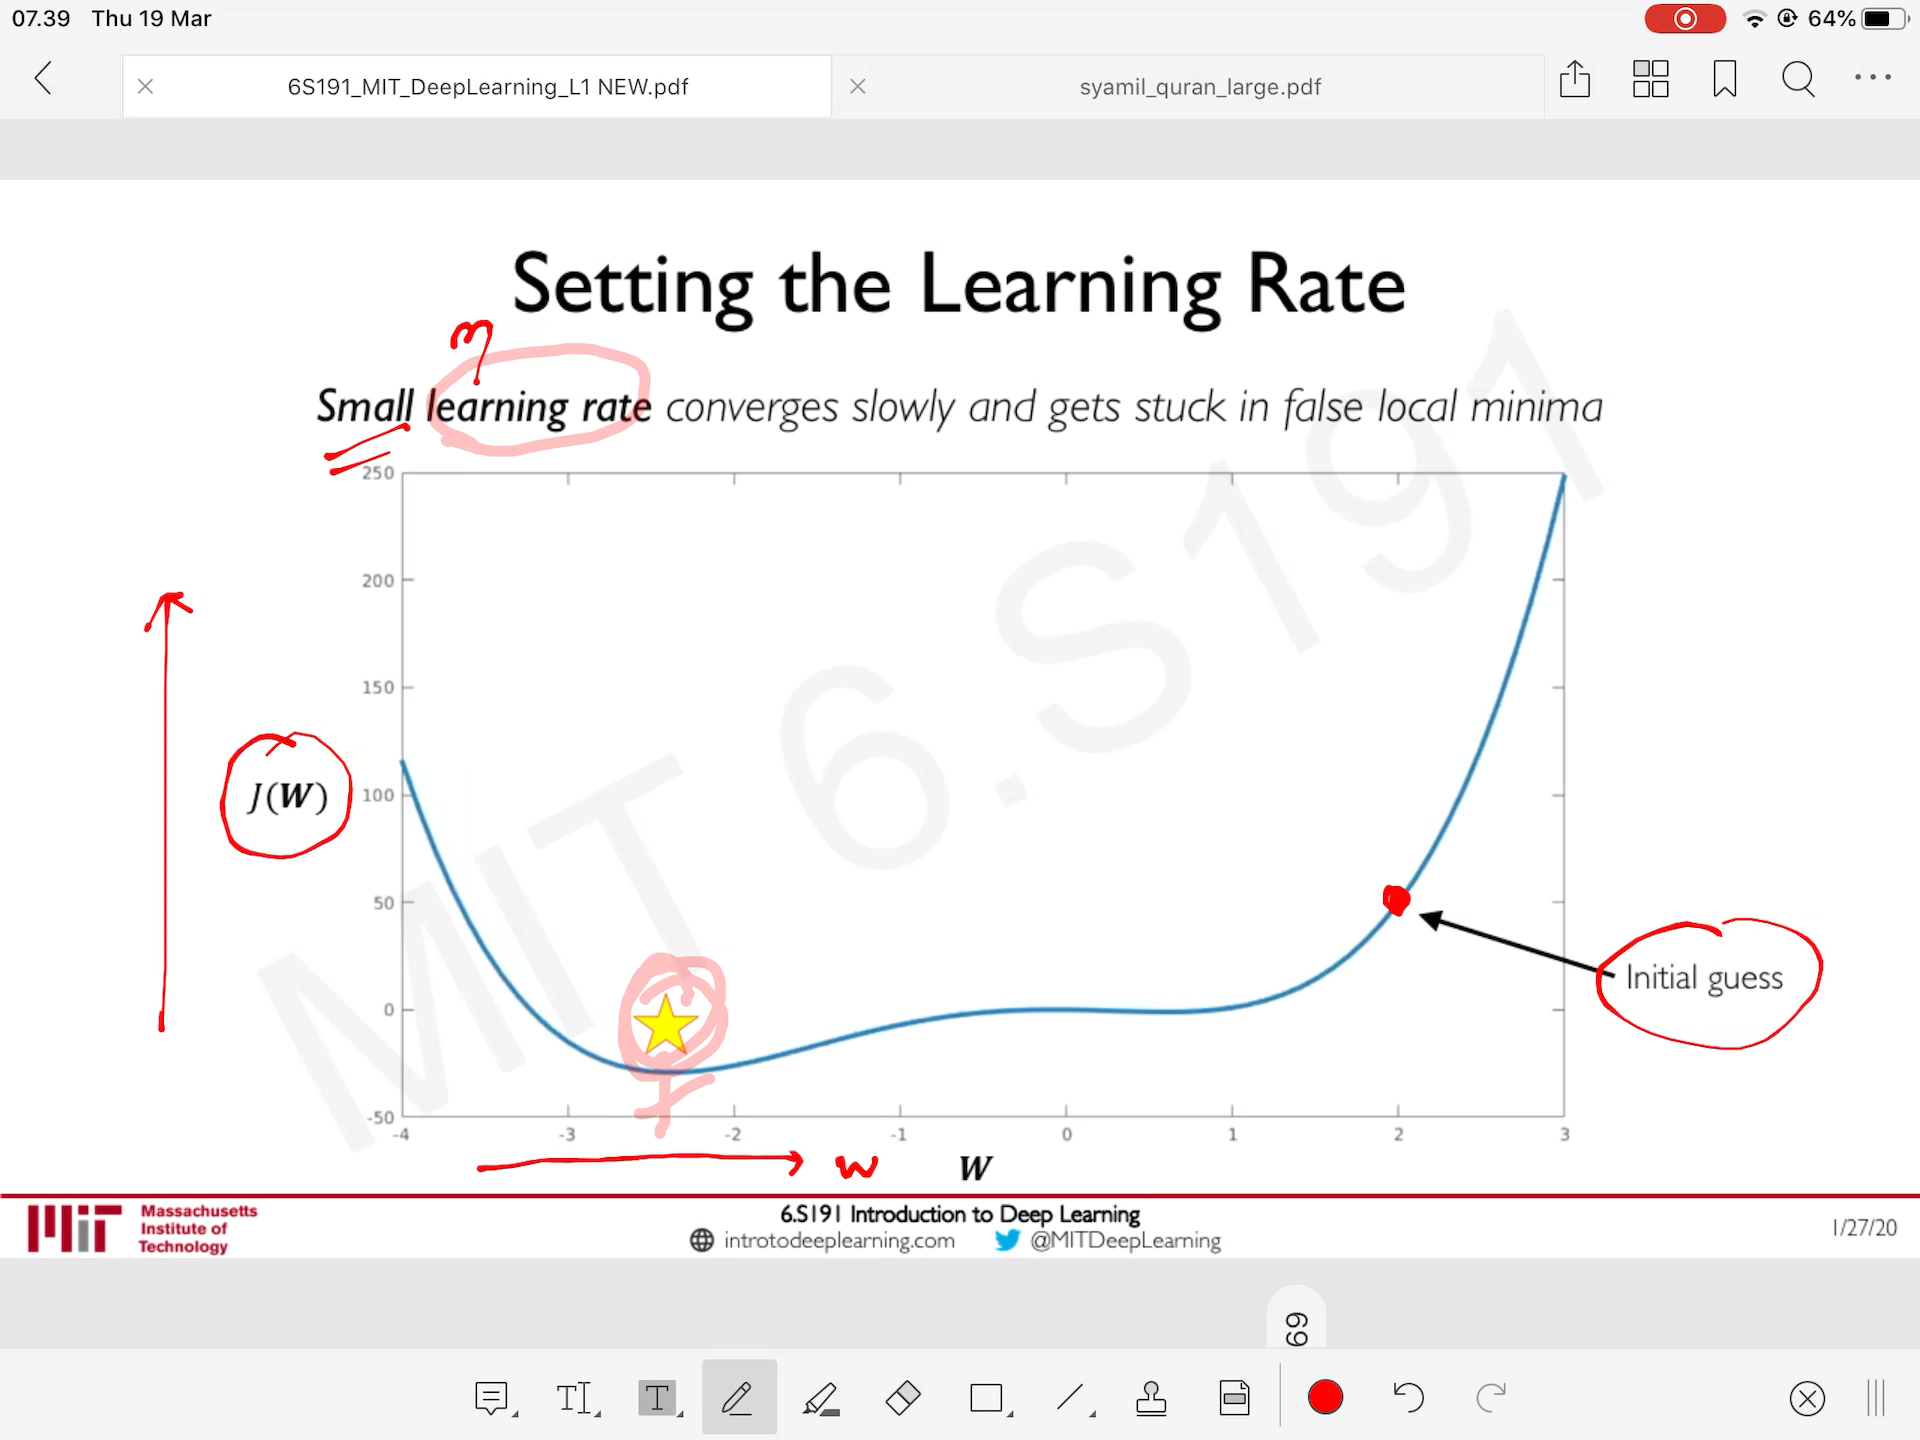 07.39 Thu 19 Mar
64%
6S191_MIT_DeepLearning_L1 NEW.pdf
syamil_quran_large.pdf
Setting the Learning Rate
η
Small learning rate converges slowly and gets stuck in false local minima
250
200
150
100
50
0
-50
J(W)
Initial guess
-4 -3 -2 -1 0 1 2 3
w
W
MIT 6.S191
Massachusetts
Institute of
Technology
6.S191 Introduction to Deep Learning
introtodeeplearning.com @MITDeepLearning
1/27/20
69